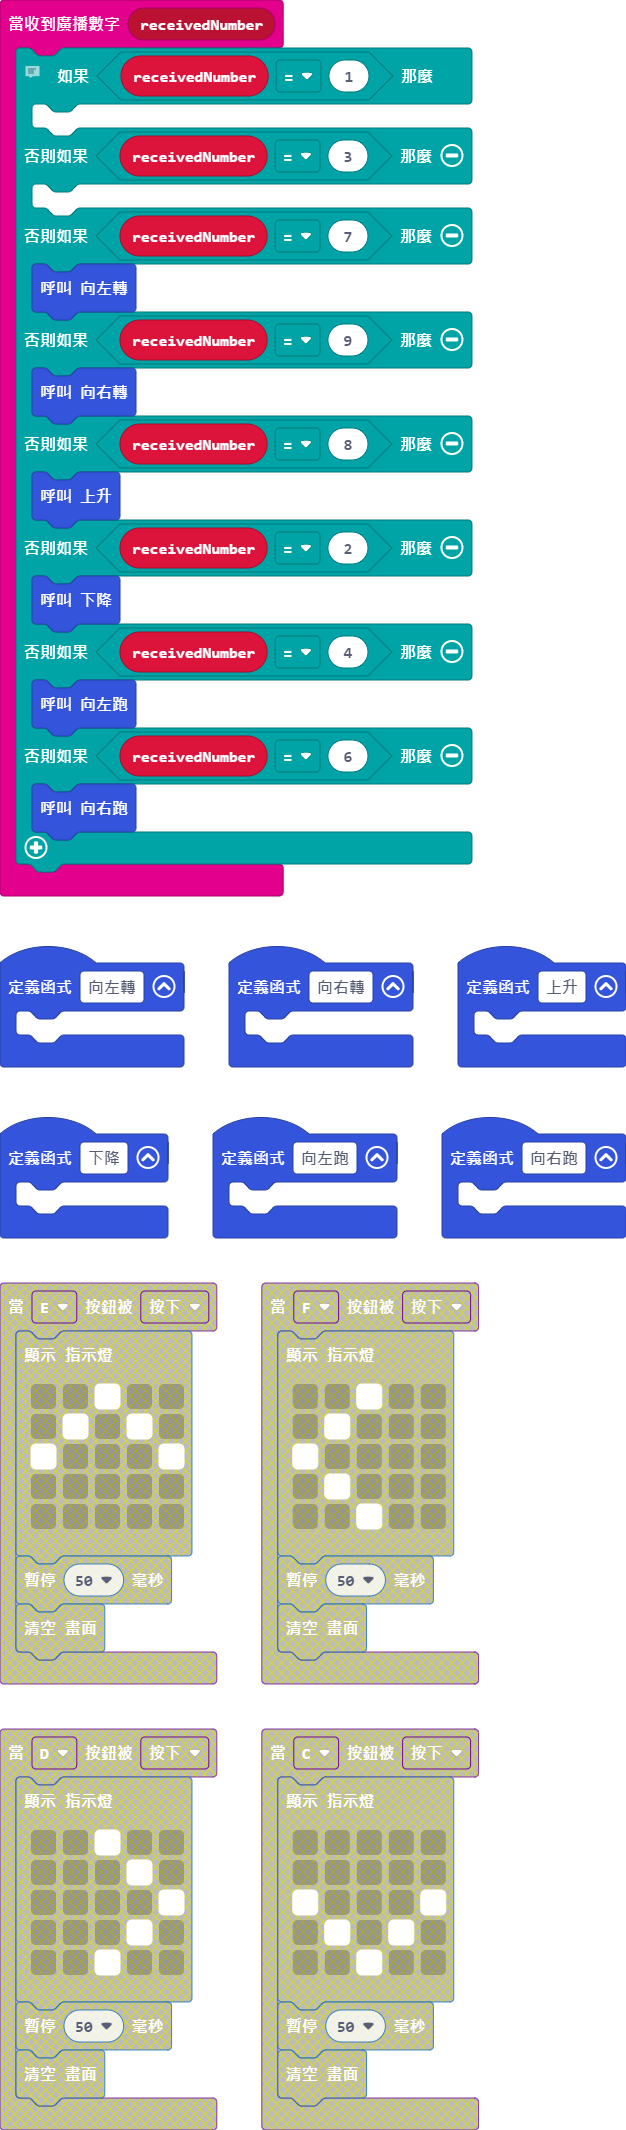 當收到廣播數字 receivedNumber
如果 receivedNumber = 1 那麼
否則如果 receivedNumber = 3 那麼
否則如果 receivedNumber = 7 那麼
呼叫 向左轉
否則如果 receivedNumber = 9 那麼
呼叫 向右轉
否則如果 receivedNumber = 8 那麼
呼叫 上升
否則如果 receivedNumber = 2 那麼
呼叫 下降
否則如果 receivedNumber = 4 那麼
呼叫 向左跑
否則如果 receivedNumber = 6 那麼
呼叫 向右跑
定義函式 向左轉
定義函式 向右轉
定義函式 上升
定義函式 下降
定義函式 向左跑
定義函式 向右跑
當 E 按鈕被 按下
顯示 指示燈
暫停 50 毫秒
清空 畫面
當 F 按鈕被 按下
顯示 指示燈
暫停 50 毫秒
清空 畫面
當 D 按鈕被 按下
顯示 指示燈
暫停 50 毫秒
清空 畫面
當 C 按鈕被 按下
顯示 指示燈
暫停 50 毫秒
清空 畫面